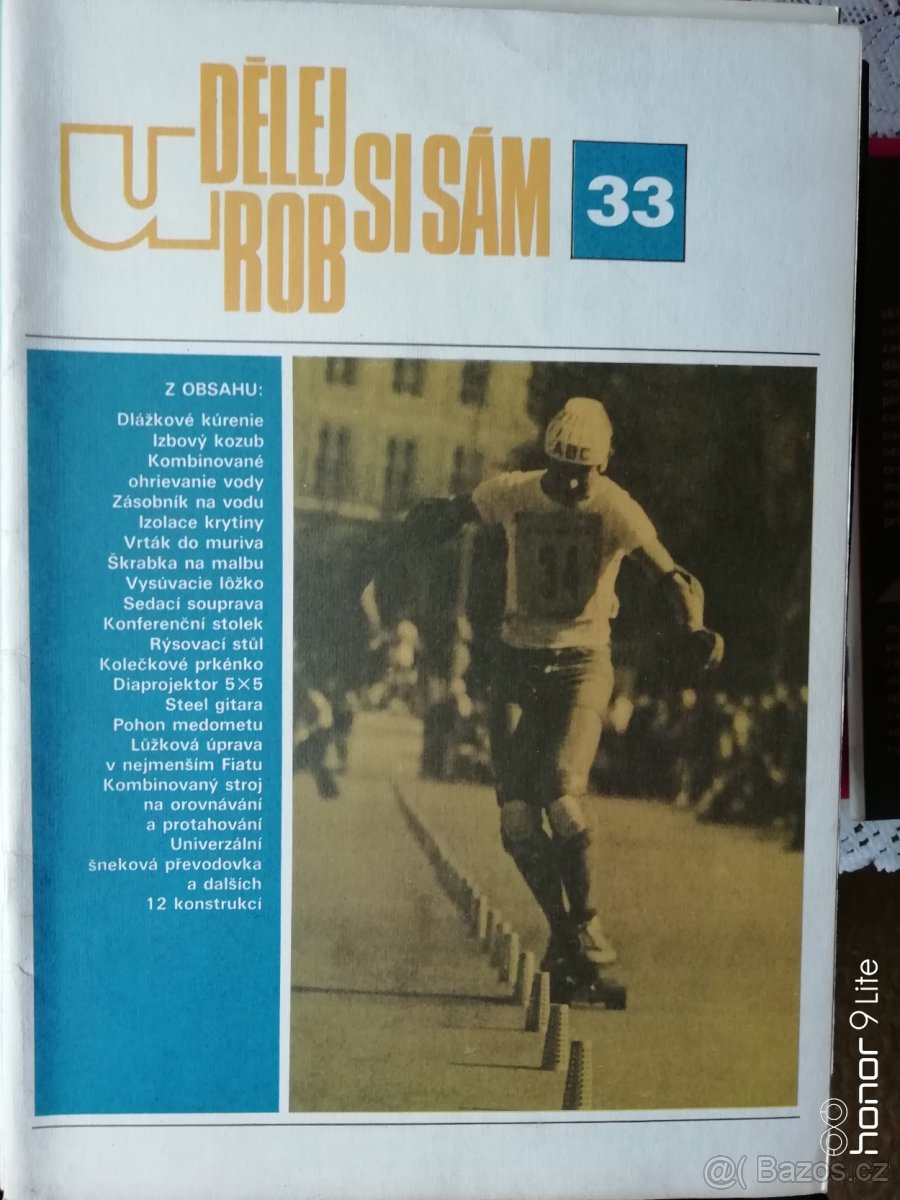 U DĚLEJ
UROB
SI SÁM
33
Z OBSAHU:
Dlážkové kúrenie
Izbový kozub
Kombinované
ohrievanie vody
Zásobník na vodu
Izolace krytiny
Vrták do muriva
Škrabka na malbu
Vysúvacie lôžko
Sedací souprava
Konferenční stolek
Rýsovací stůl
Kolečkové prkénko
Diaprojektor 5×5
Steel gitara
Pohon medometu
Lůžková úprava
v nejmenším Fiatu
Kombinovaný stroj
na orovnávání
a protahování
Univerzální
šneková převodovka
a dalších
12 konstrukcí
ABC
honor 9 Lite
@( Bazos.cz